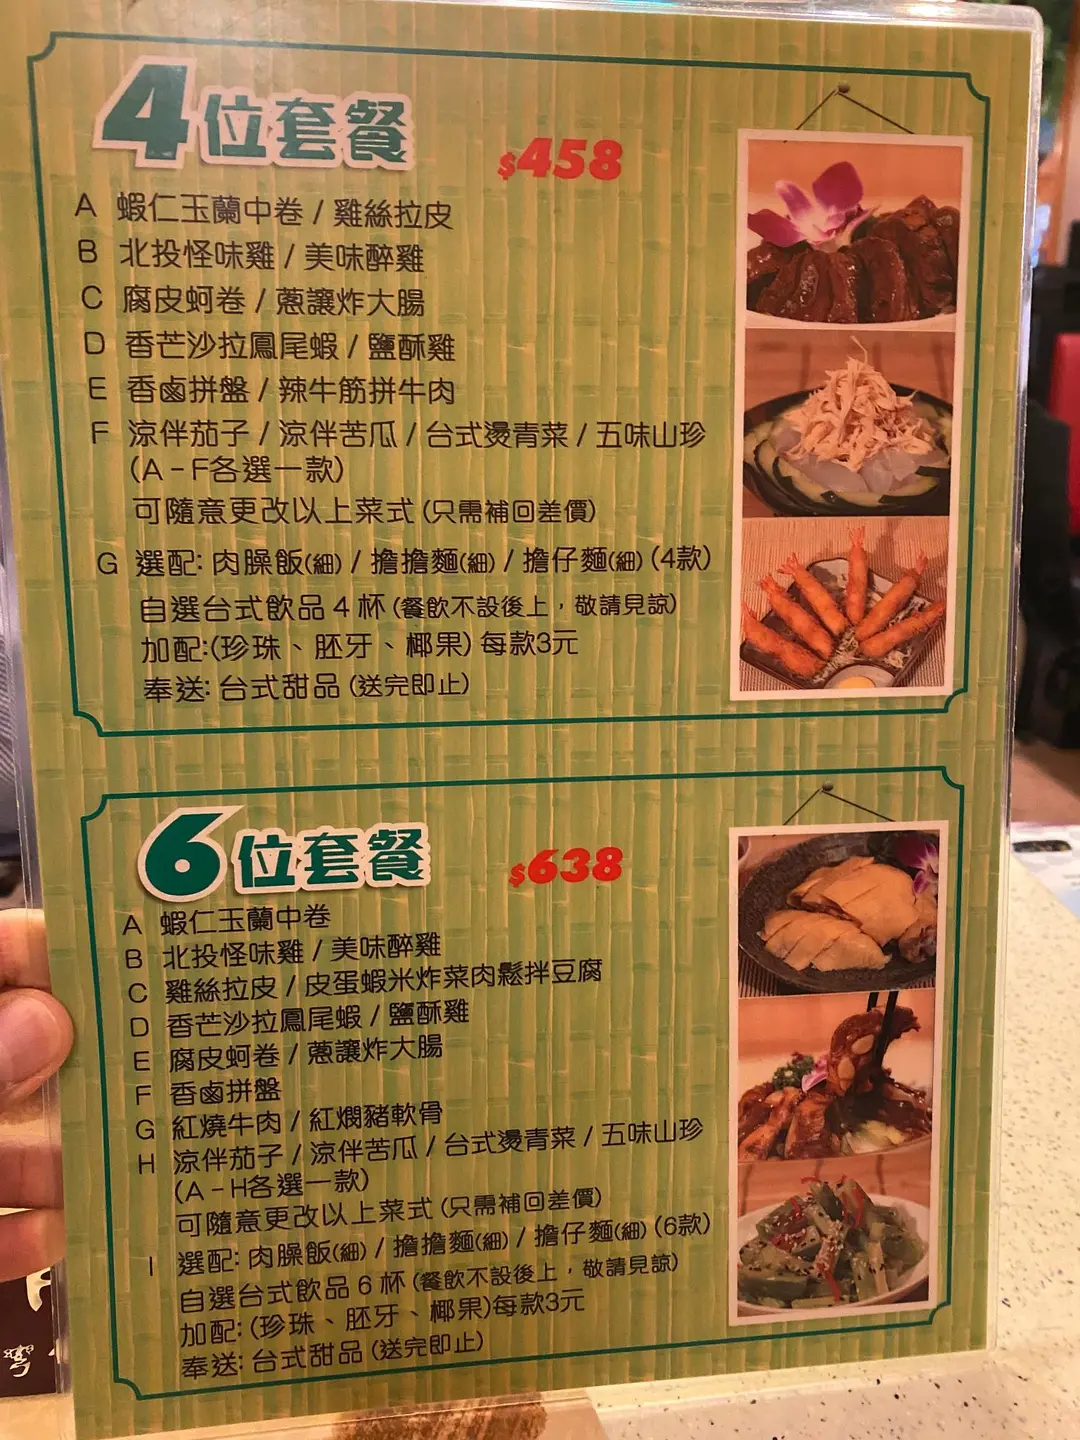 4位套餐
$458
A 蝦仁玉蘭中卷 / 雞絲拉皮
B 北投怪味雞 / 美味醉雞
C 腐皮蚵卷 / 蔥讓炸大腸
D 香芒沙拉鳳尾蝦 / 鹽酥雞
E 香鹵拼盤 / 辣牛筋拼牛肉
F 涼伴茄子 / 涼伴苦瓜 / 台式燙青菜 / 五味山珍
(A-F各選一款)
可隨意更改以上菜式 (只需補回差價)
G 選配: 肉臊飯(細) / 擔擔麵(細) / 擔仔麵(細) (4款)
自選台式飲品 4 杯 (餐飲不設後上，敬請見諒)
加配:(珍珠、胚牙、椰果) 每款3元
奉送: 台式甜品 (送完即止)
6位套餐
$638
A 蝦仁玉蘭中卷
B 北投怪味雞 / 美味醉雞
C 雞絲拉皮 / 皮蛋蝦米炸菜肉鬆拌豆腐
D 香芒沙拉鳳尾蝦 / 鹽酥雞
E 腐皮蚵卷 / 蔥讓炸大腸
F 香鹵拼盤
G 紅燒牛肉 / 紅燜豬軟骨
H 涼伴茄子 / 涼伴苦瓜 / 台式燙青菜 / 五味山珍
(A-H各選一款)
可隨意更改以上菜式 (只需補回差價)
I 選配: 肉臊飯(細) / 擔擔麵(細) / 擔仔麵(細) (6款)
自選台式飲品 6 杯 (餐飲不設後上，敬請見諒)
加配: (珍珠、胚牙、椰果)每款3元
奉送: 台式甜品 (送完即止)